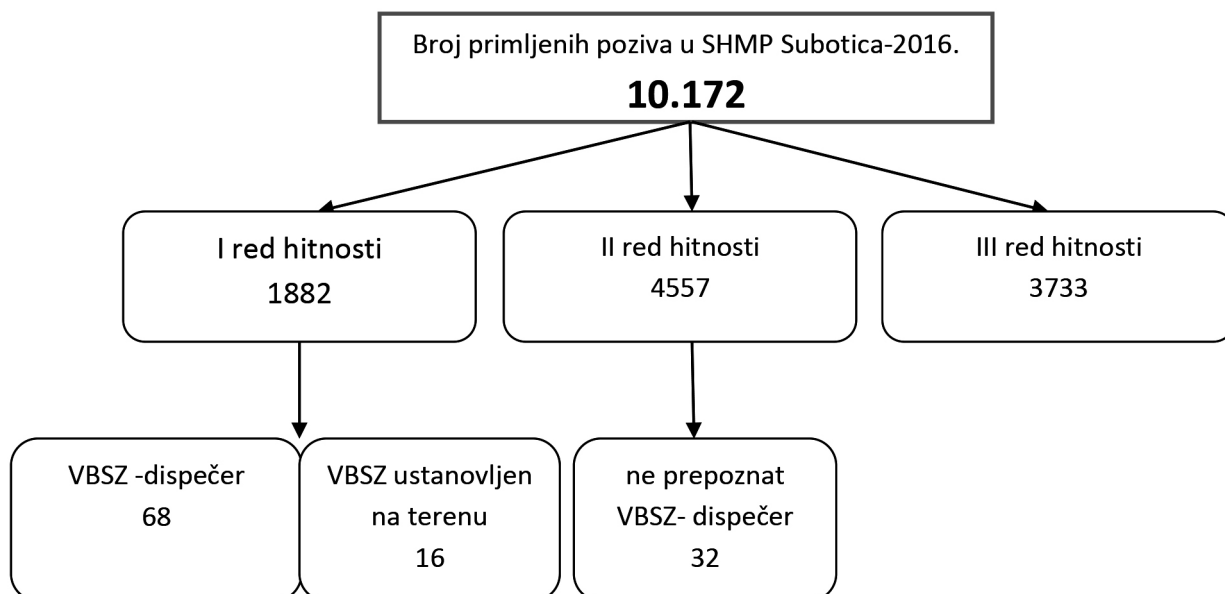 Broj primljenih poziva u SHMP Subotica-2016.
10.172
I red hitnosti
1882
II red hitnosti
4557
III red hitnosti
3733
VBSZ -dispečer
68
VBSZ ustanovljen
na terenu
16
ne prepoznat
VBSZ- dispečer
32